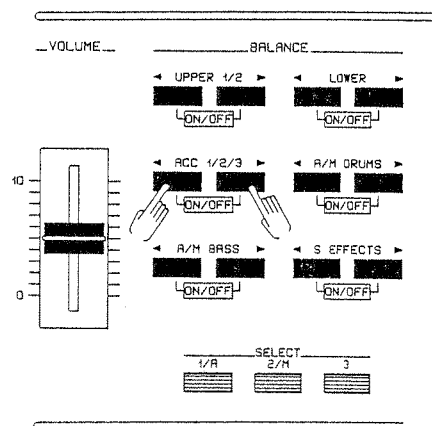 VOLUME
BALANCE
◄ UPPER 1/2 ►
◄ LOWER ►
ON/OFF
ON/OFF
◄ ACC 1/2/3 ►
◄ A/M DRUMS ►
10
ON/OFF
ON/OFF
◄ A/M BASS ►
◄ S EFFECTS ►
0
ON/OFF
ON/OFF
SELECT
1/A
2/M
3